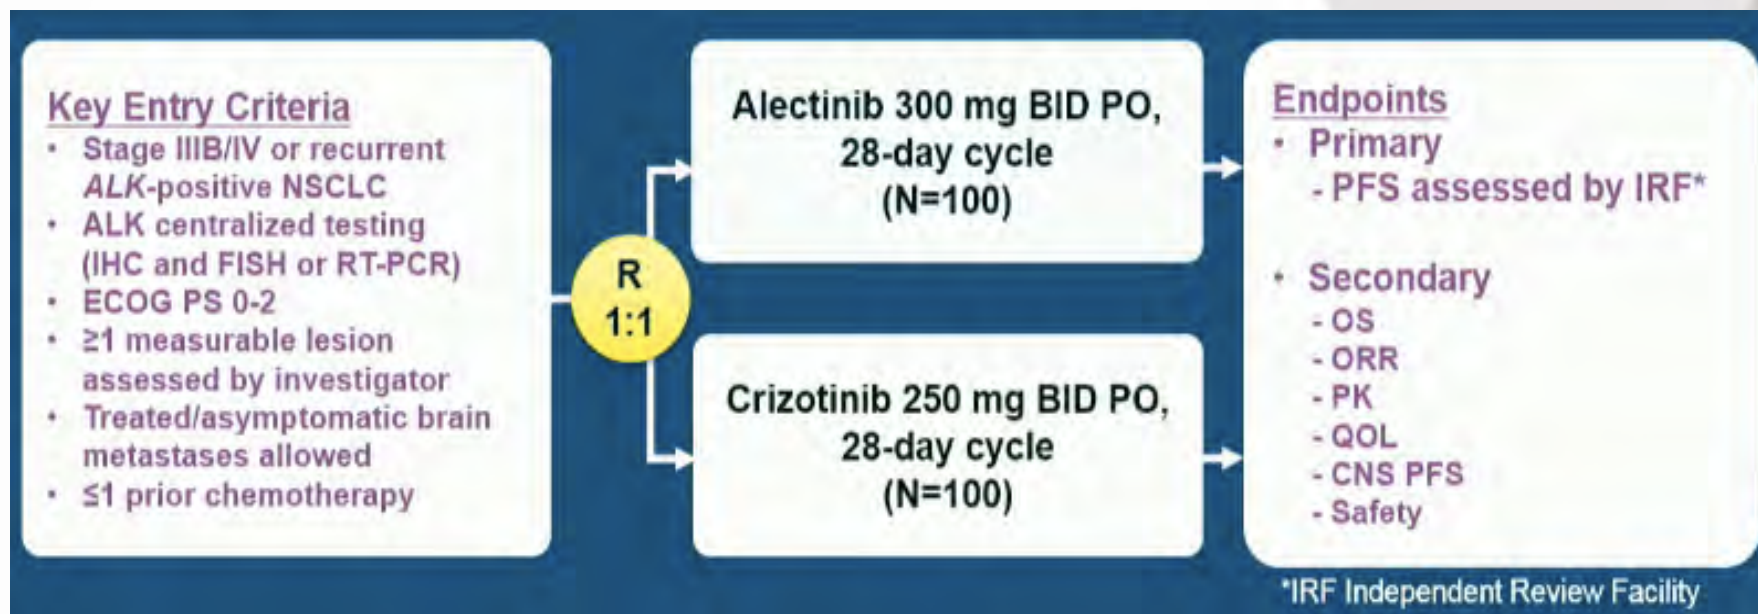 Key Entry Criteria
• Stage IIIB/IV or recurrent
ALK-positive NSCLC
• ALK centralized testing
(IHC and FISH or RT-PCR)
• ECOG PS 0-2
• ≥1 measurable lesion
assessed by investigator
• Treated/asymptomatic brain
metastases allowed
• ≤1 prior chemotherapy
R
1:1
Alectinib 300 mg BID PO,
28-day cycle
(N=100)
Crizotinib 250 mg BID PO,
28-day cycle
(N=100)
Endpoints
• Primary
- PFS assessed by IRF*
• Secondary
- OS
- ORR
- PK
- QOL
- CNS PFS
- Safety
*IRF Independent Review Facility